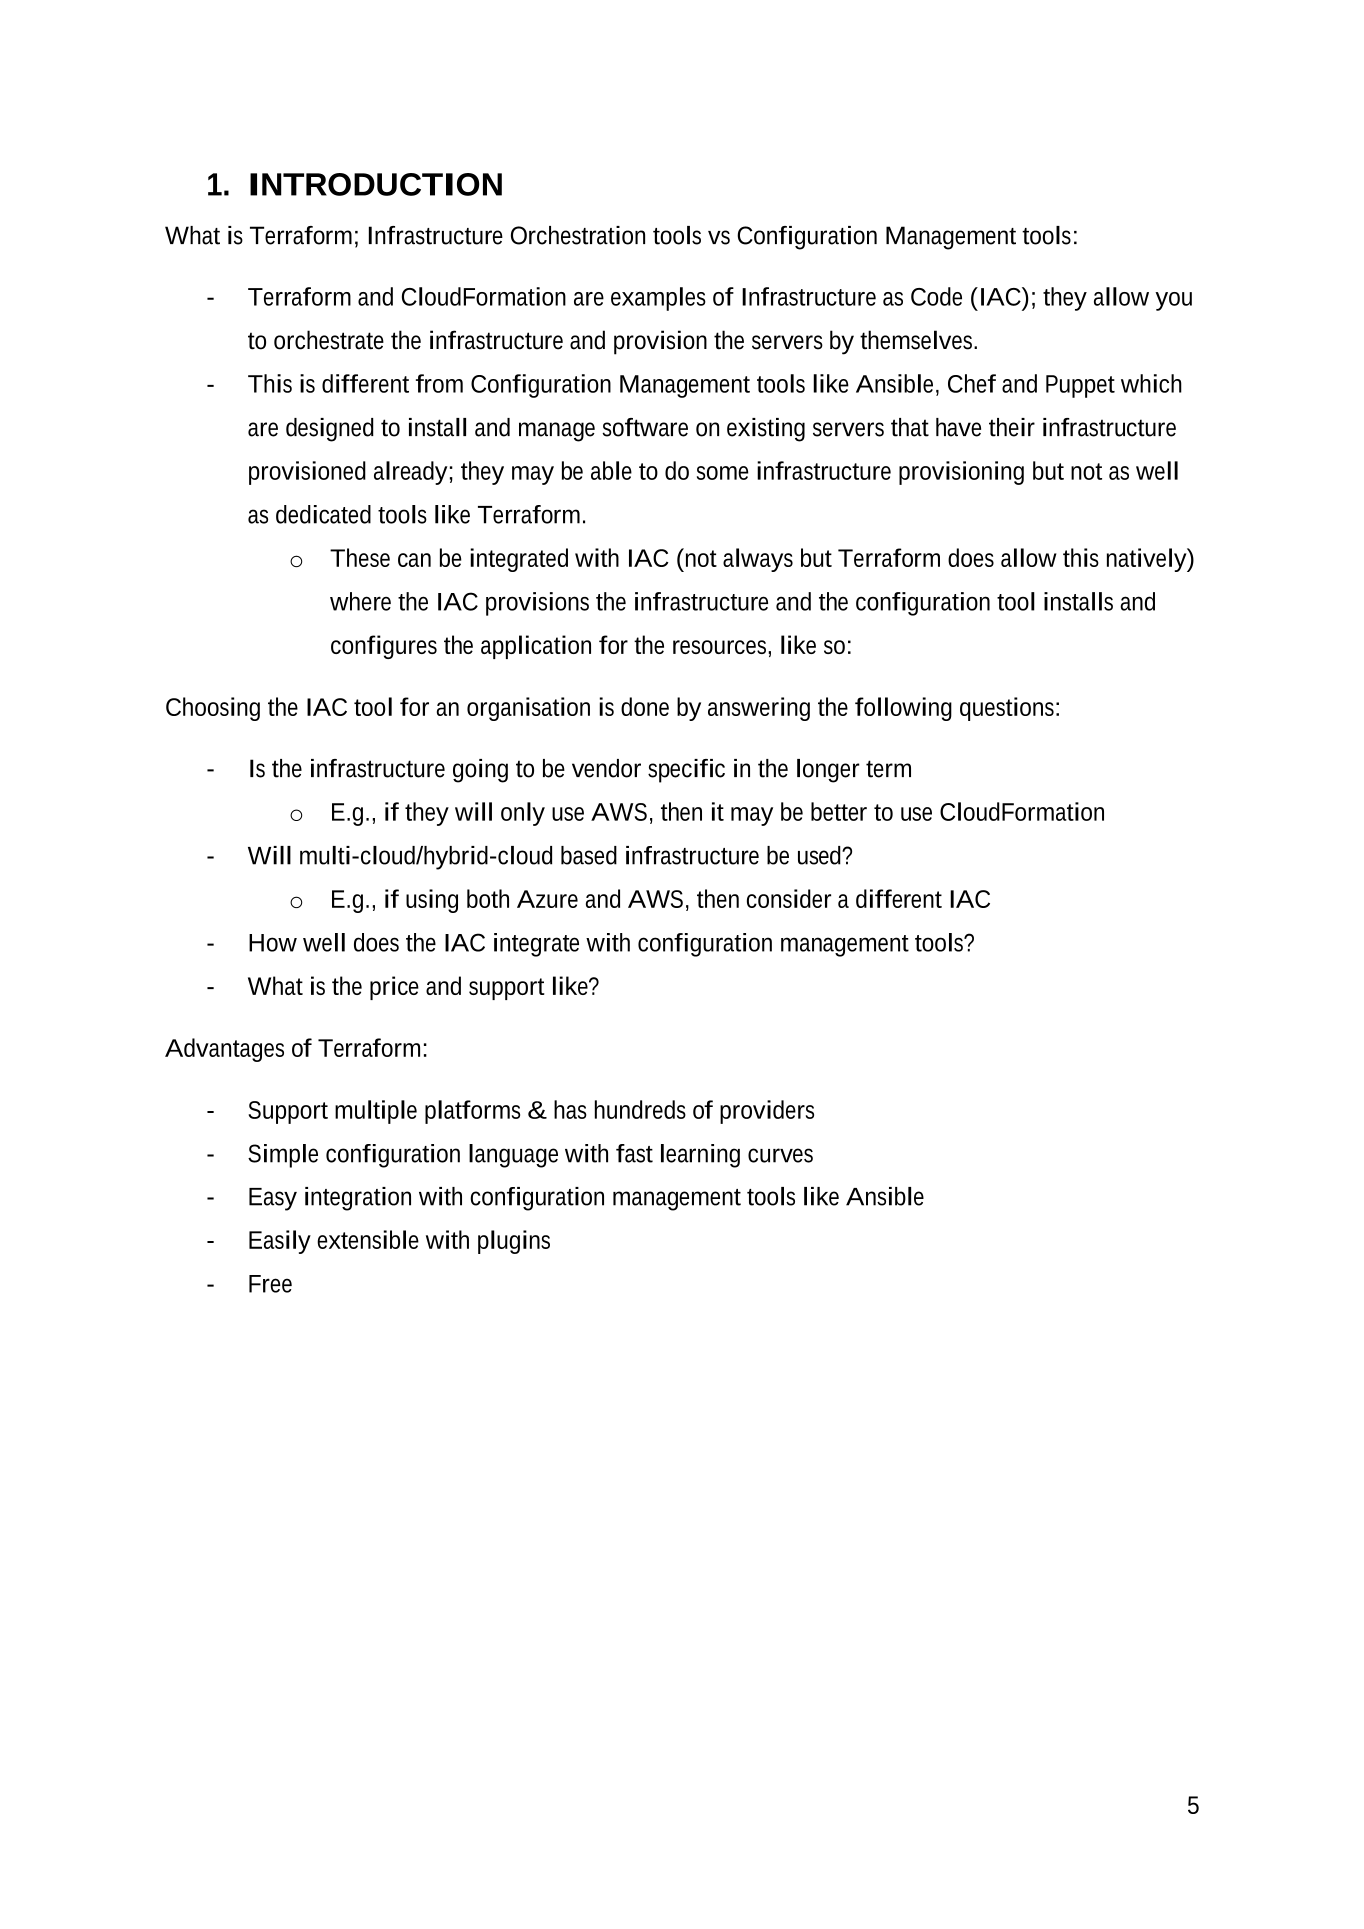 1. INTRODUCTION
What is Terraform; Infrastructure Orchestration tools vs Configuration Management tools:
- Terraform and CloudFormation are examples of Infrastructure as Code (IAC); they allow you
to orchestrate the infrastructure and provision the servers by themselves.
- This is different from Configuration Management tools like Ansible, Chef and Puppet which
are designed to install and manage software on existing servers that have their infrastructure
provisioned already; they may be able to do some infrastructure provisioning but not as well
as dedicated tools like Terraform.
o These can be integrated with IAC (not always but Terraform does allow this natively)
where the IAC provisions the infrastructure and the configuration tool installs and
configures the application for the resources, like so:
Choosing the IAC tool for an organisation is done by answering the following questions:
- Is the infrastructure going to be vendor specific in the longer term
o E.g., if they will only use AWS, then it may be better to use CloudFormation
- Will multi-cloud/hybrid-cloud based infrastructure be used?
o E.g., if using both Azure and AWS, then consider a different IAC
- How well does the IAC integrate with configuration management tools?
- What is the price and support like?
Advantages of Terraform:
- Support multiple platforms & has hundreds of providers
- Simple configuration language with fast learning curves
- Easy integration with configuration management tools like Ansible
- Easily extensible with plugins
- Free
5